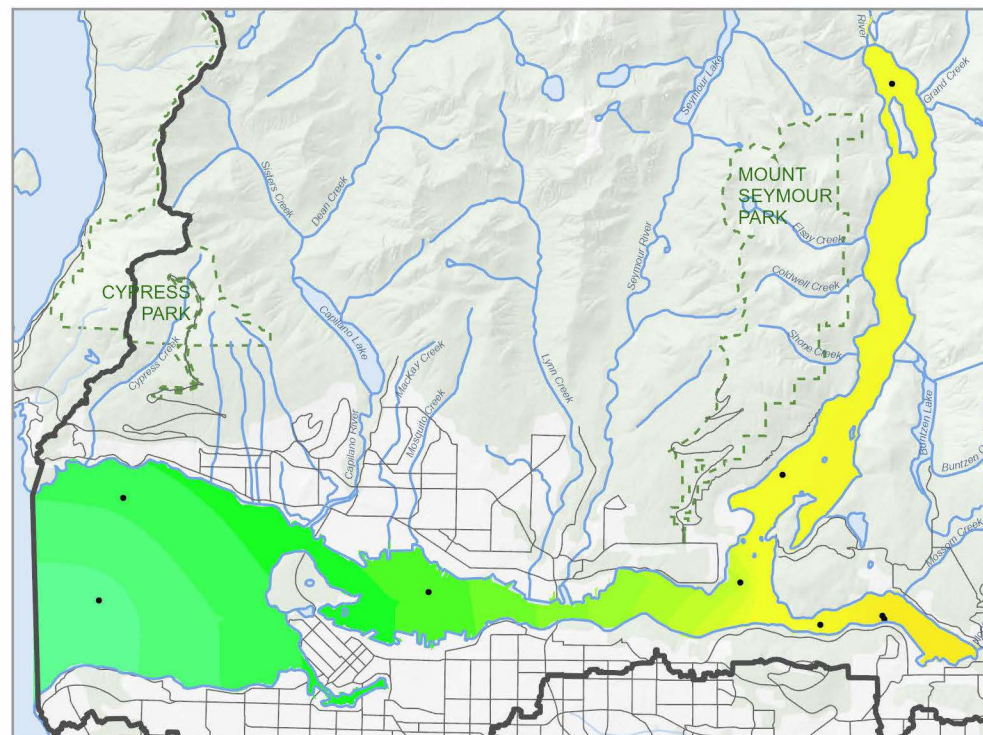 River
Grand Creek
Seymour Lake
MOUNT
SEYMOUR
PARK
Elsay Creek
Sisters Creek
Dean Creek
Seymour River
Coldwell Creek
CYPRESS
PARK
Capilano Lake
Shone Creek
Cypress Creek
MacKay Creek
Lynn Creek
Buntzen Lake
Mosquito Creek
Capilano River
Buntzen
Mossom Creek